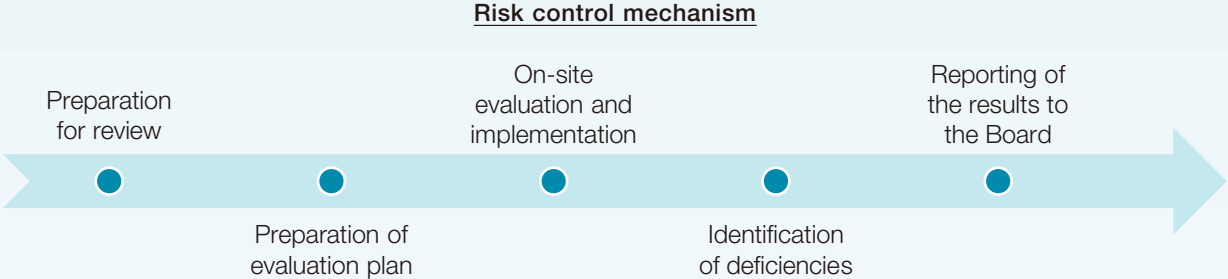 Risk control mechanism
Preparation
for review
Preparation of
evaluation plan
On-site
evaluation and
implementation
Identification
of deficiencies
Reporting of
the results to
the Board